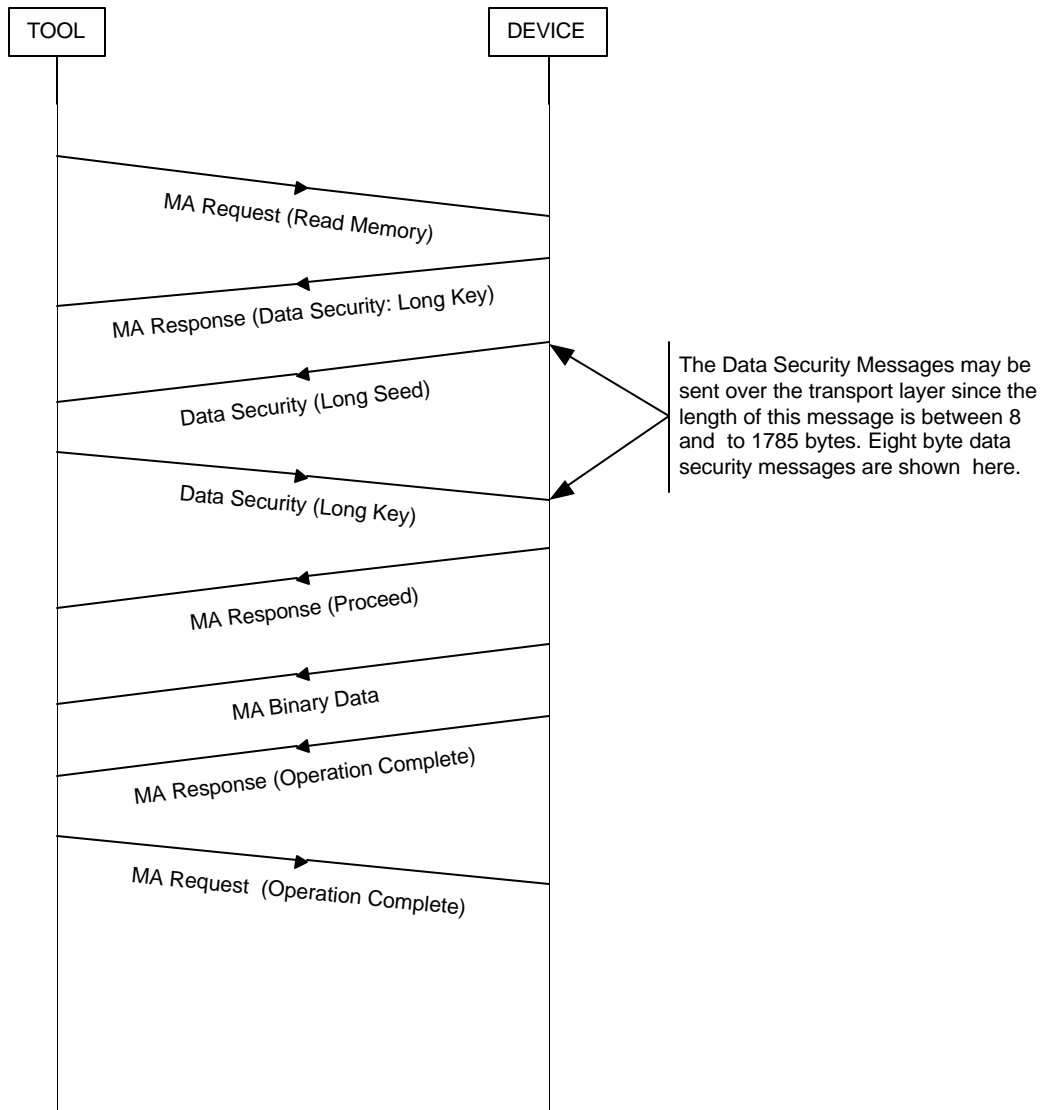 TOOL
DEVICE
MA Request (Read Memory)
MA Response (Data Security: Long Key)
Data Security (Long Seed)
The Data Security Messages may be
sent over the transport layer since the
length of this message is between 8
and to 1785 bytes. Eight byte data
security messages are shown here.
Data Security (Long Key)
MA Response (Proceed)
MA Binary Data
MA Response (Operation Complete)
MA Request (Operation Complete)